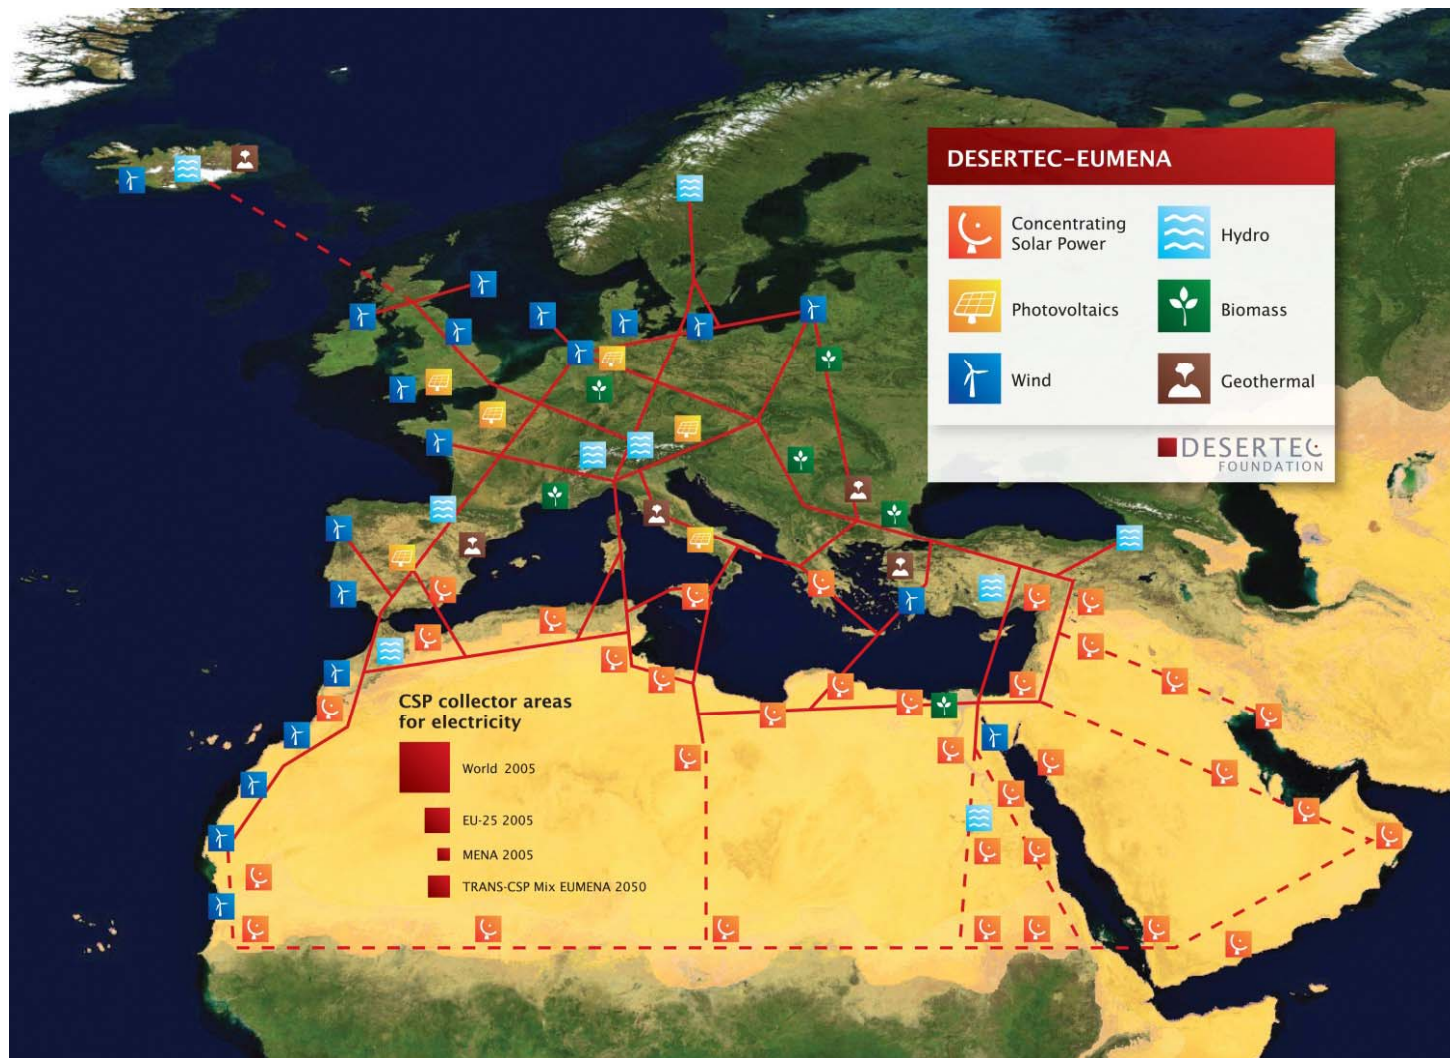 DESERTEC-EUMENA
Concentrating
Solar Power
Hydro
Photovoltaics
Biomass
Wind
Geothermal
DESERTEC
FOUNDATION
CSP collector areas
for electricity
World 2005
EU-25 2005
MENA 2005
TRANS-CSP Mix EUMENA 2050